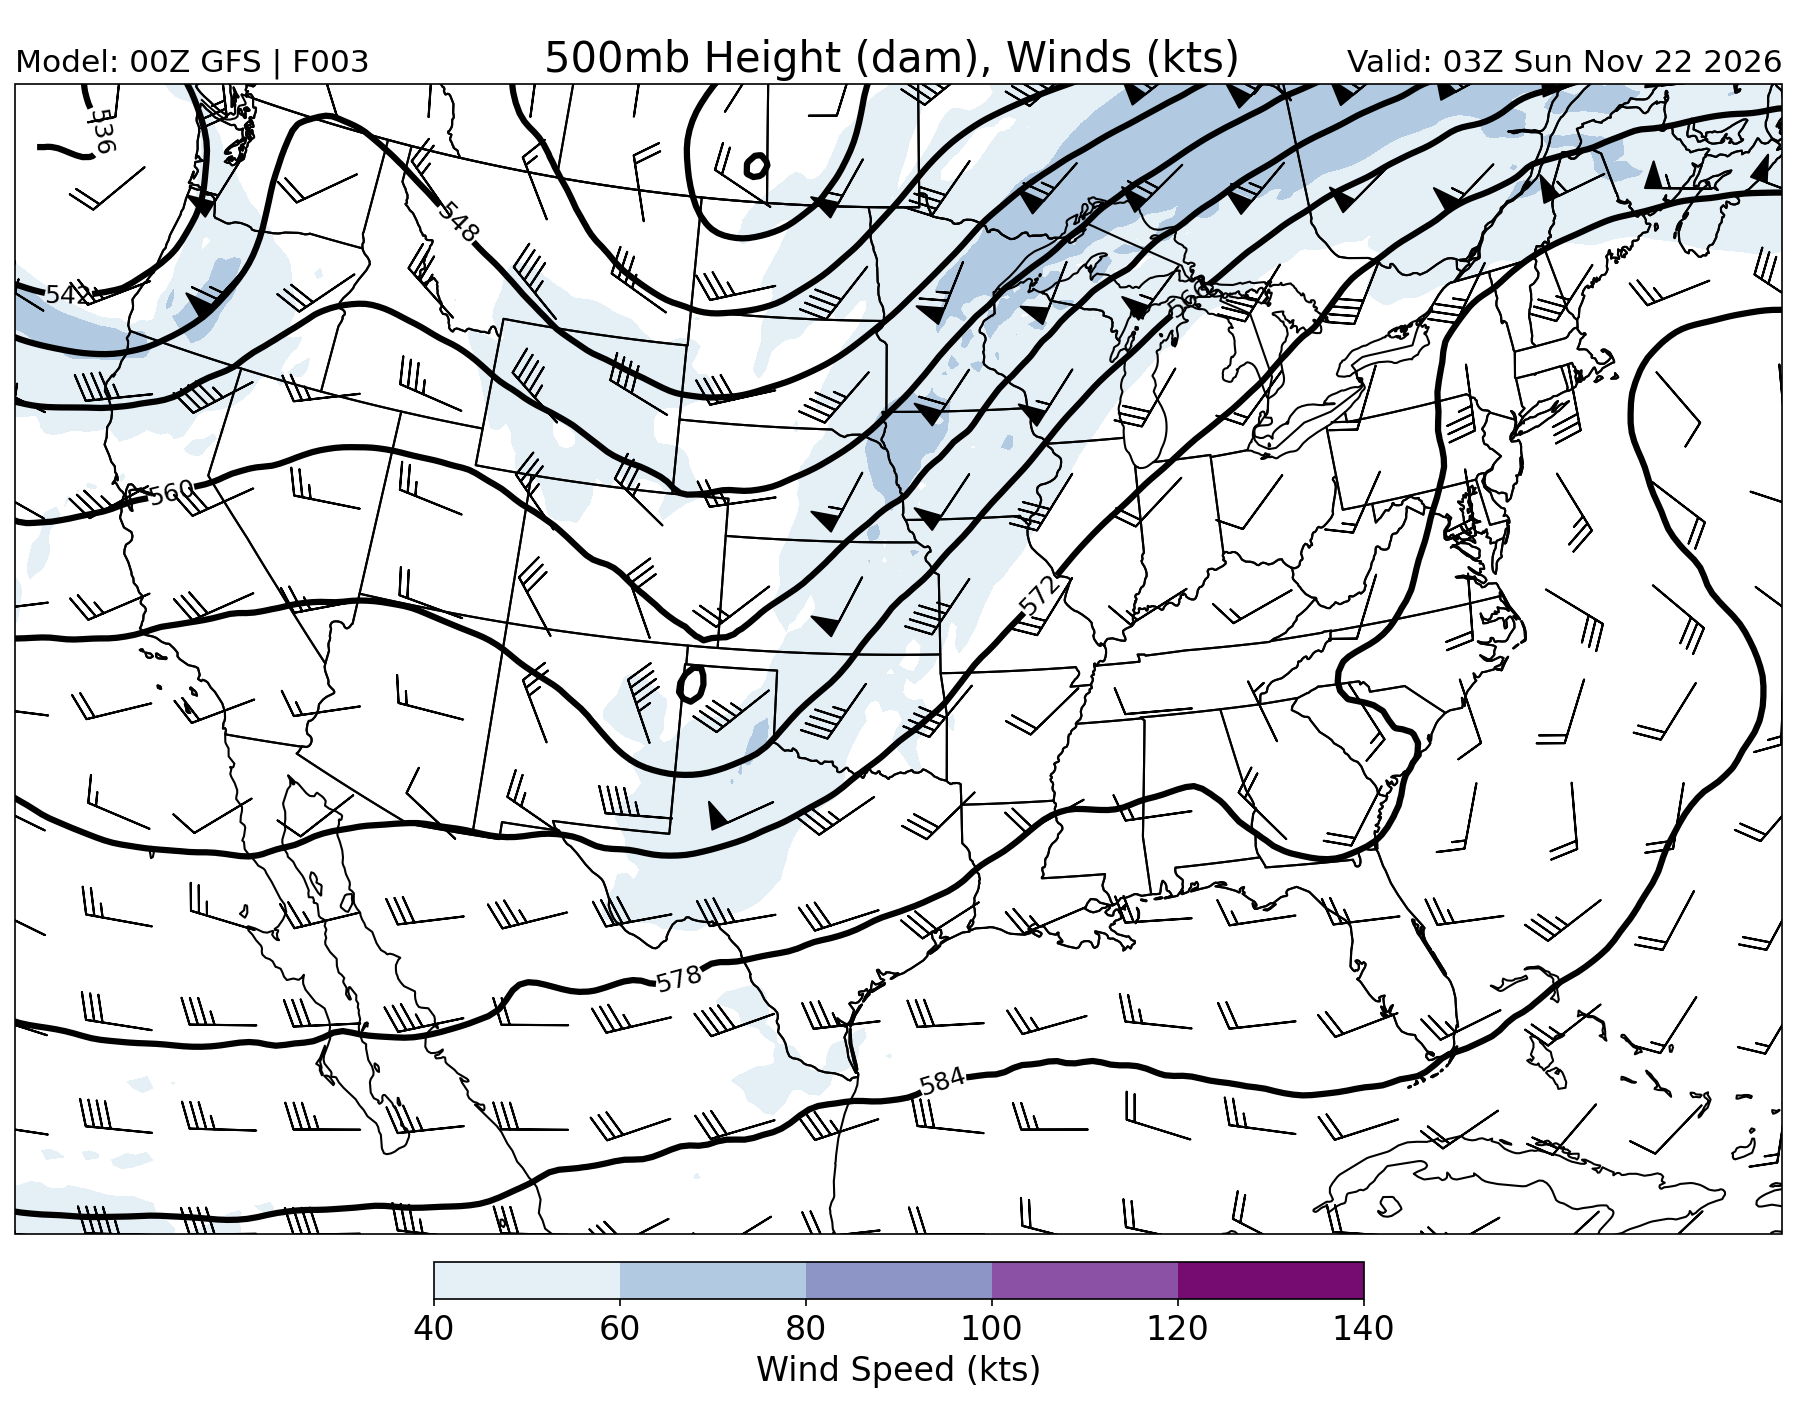 Model: 00Z GFS | F003
500mb Height (dam), Winds (kts)
Valid: 03Z Sun Nov 22 2026
536
548
542
560
572
578
584
40 60 80 100 120 140
Wind Speed (kts)